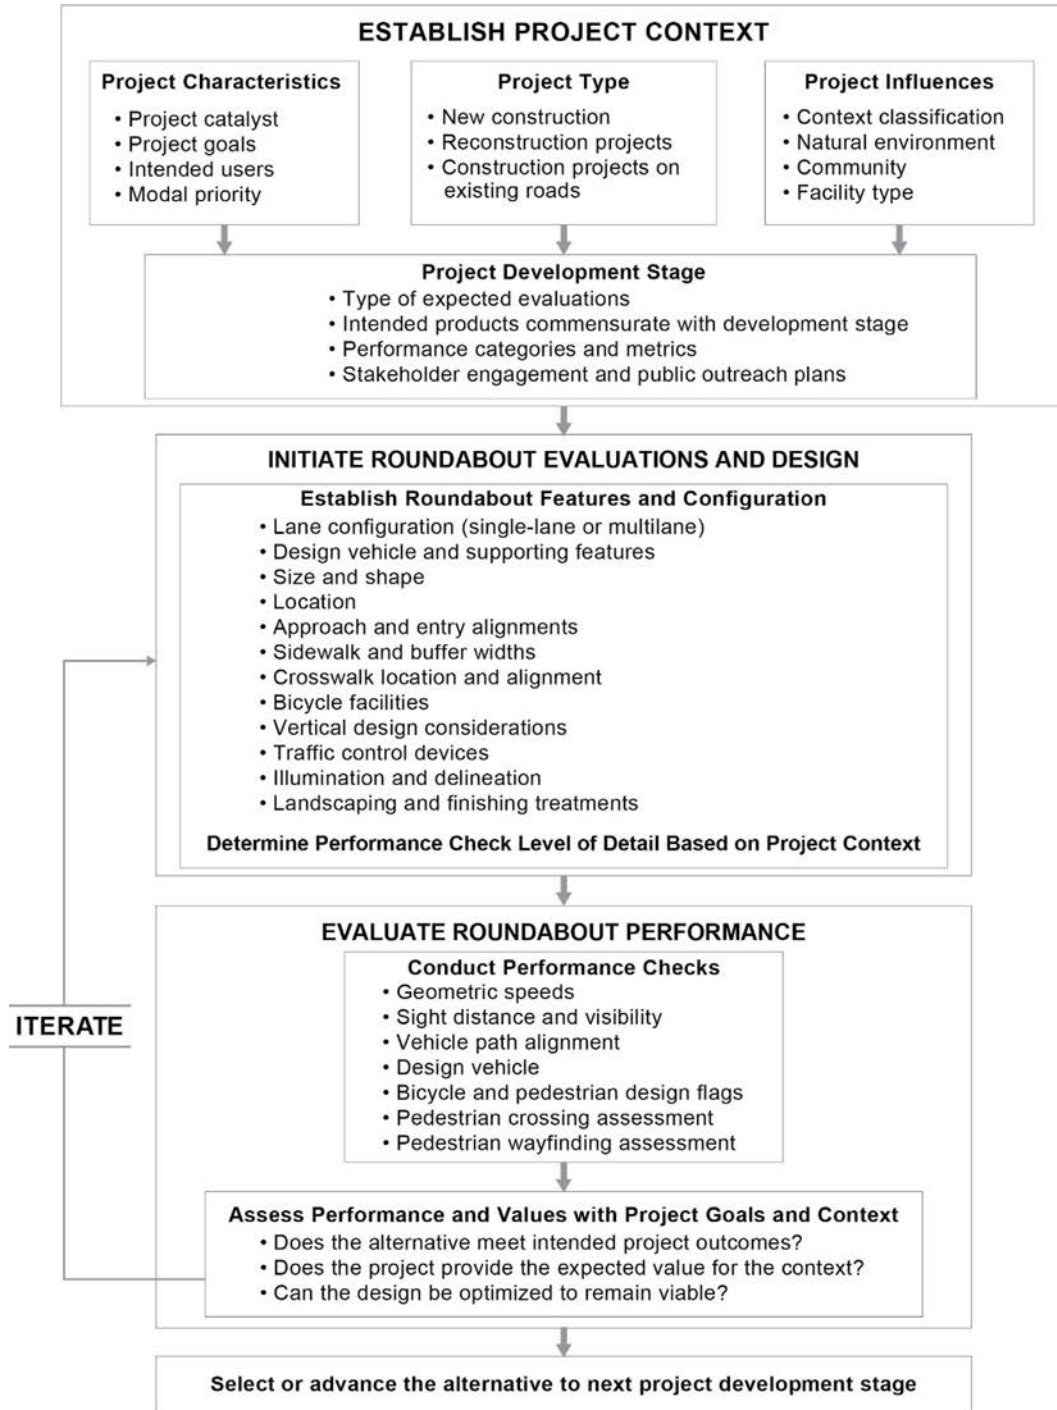 ESTABLISH PROJECT CONTEXT
Project Characteristics
• Project catalyst
• Project goals
• Intended users
• Modal priority
Project Type
• New construction
• Reconstruction projects
• Construction projects on
existing roads
Project Influences
• Context classification
• Natural environment
• Community
• Facility type
Project Development Stage
• Type of expected evaluations
• Intended products commensurate with development stage
• Performance categories and metrics
• Stakeholder engagement and public outreach plans
INITIATE ROUNDABOUT EVALUATIONS AND DESIGN
Establish Roundabout Features and Configuration
• Lane configuration (single-lane or multilane)
• Design vehicle and supporting features
• Size and shape
• Location
• Approach and entry alignments
• Sidewalk and buffer widths
• Crosswalk location and alignment
• Bicycle facilities
• Vertical design considerations
• Traffic control devices
• Illumination and delineation
• Landscaping and finishing treatments
Determine Performance Check Level of Detail Based on Project Context
EVALUATE ROUNDABOUT PERFORMANCE
Conduct Performance Checks
• Geometric speeds
• Sight distance and visibility
• Vehicle path alignment
• Design vehicle
• Bicycle and pedestrian design flags
• Pedestrian crossing assessment
• Pedestrian wayfinding assessment
ITERATE
Assess Performance and Values with Project Goals and Context
• Does the alternative meet intended project outcomes?
• Does the project provide the expected value for the context?
• Can the design be optimized to remain viable?
Select or advance the alternative to next project development stage